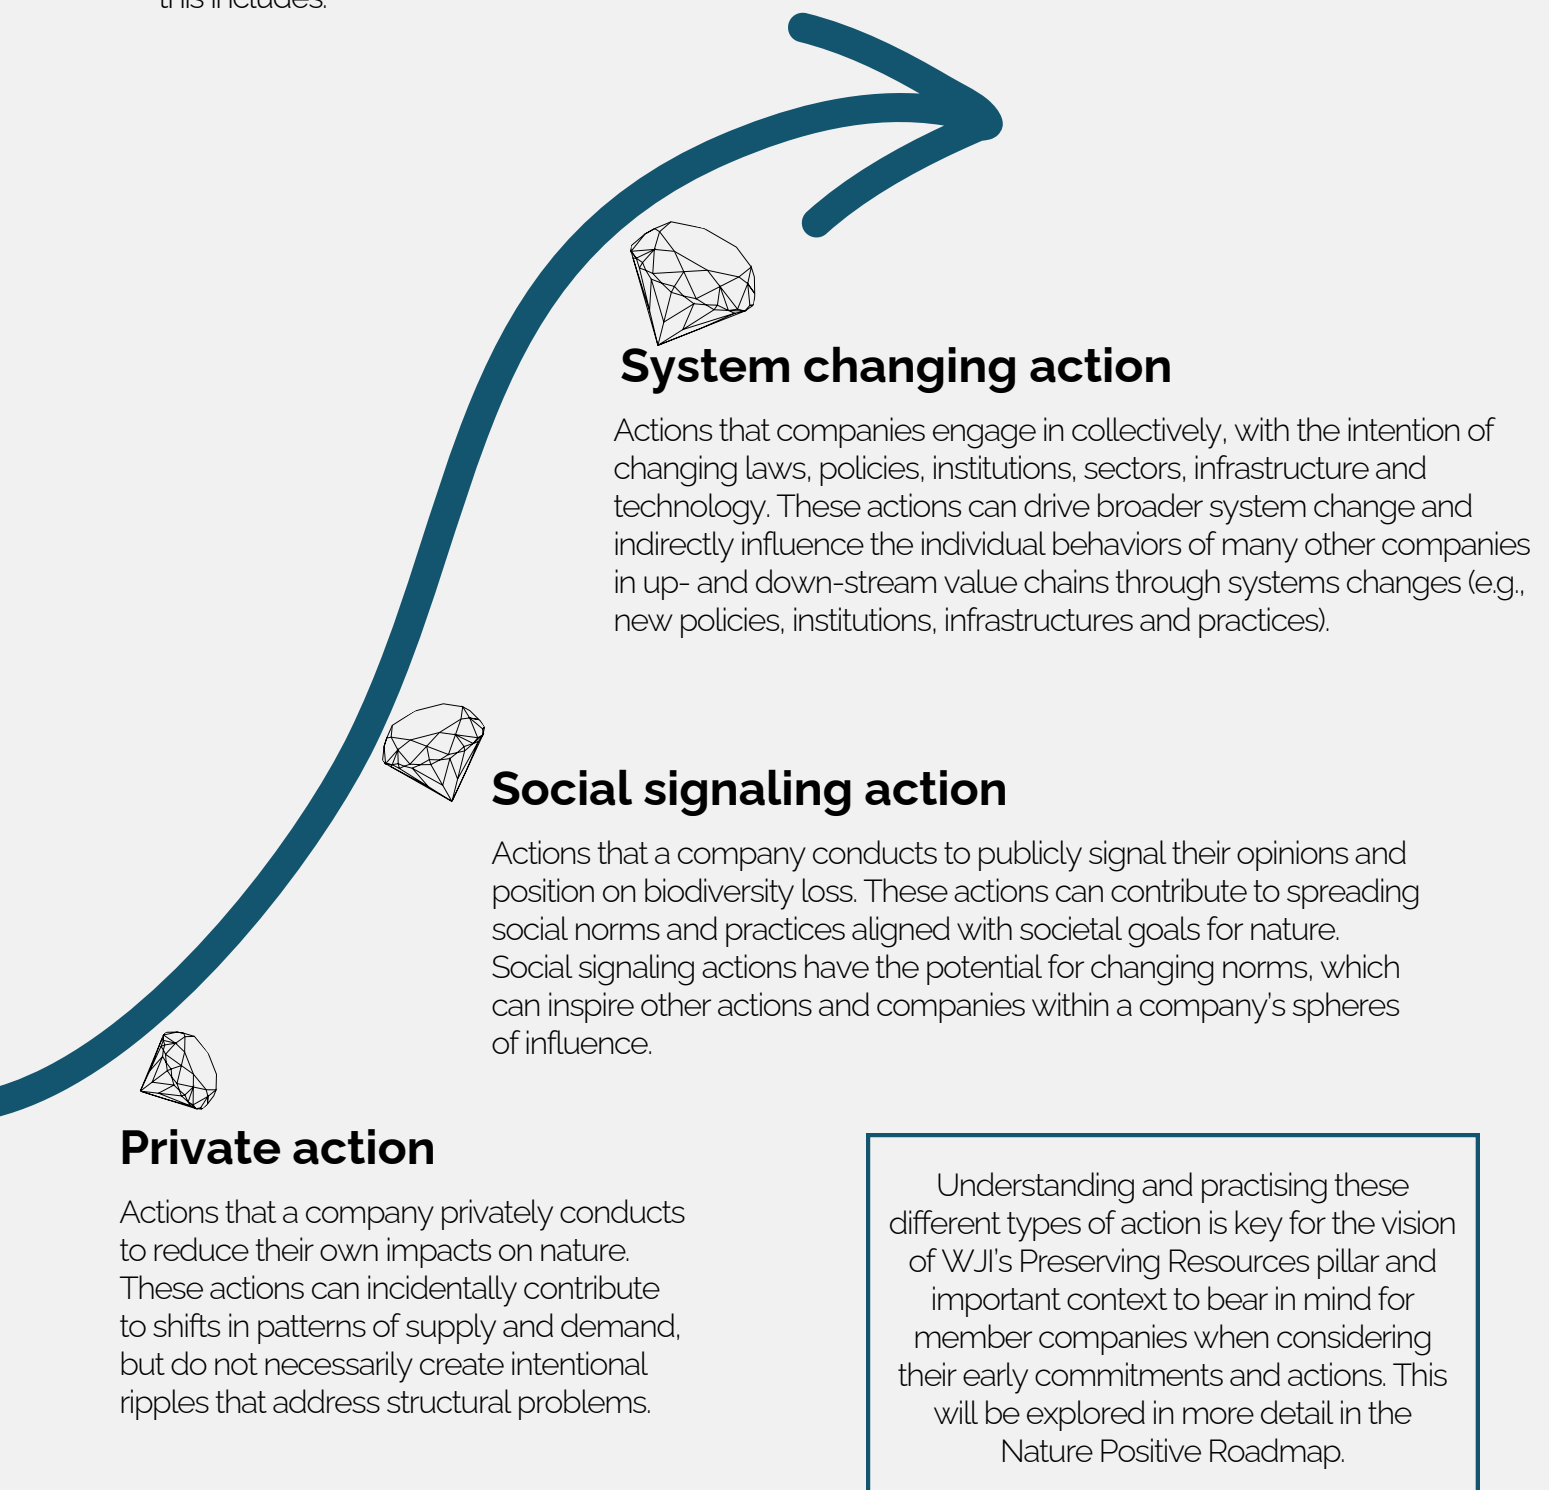 this includes:
System changing action
Actions that companies engage in collectively, with the intention of
changing laws, policies, institutions, sectors, infrastructure and
technology. These actions can drive broader system change and
indirectly influence the individual behaviors of many other companies
in up- and down-stream value chains through systems changes (e.g.,
new policies, institutions, infrastructures and practices).
Social signaling action
Actions that a company conducts to publicly signal their opinions and
position on biodiversity loss. These actions can contribute to spreading
social norms and practices aligned with societal goals for nature.
Social signaling actions have the potential for changing norms, which
can inspire other actions and companies within a company's spheres
of influence.
Private action
Actions that a company privately conducts
to reduce their own impacts on nature.
These actions can incidentally contribute
to shifts in patterns of supply and demand,
but do not necessarily create intentional
ripples that address structural problems.
Understanding and practising these
different types of action is key for the vision
of WJI's Preserving Resources pillar and
important context to bear in mind for
member companies when considering
their early commitments and actions. This
will be explored in more detail in the
Nature Positive Roadmap.